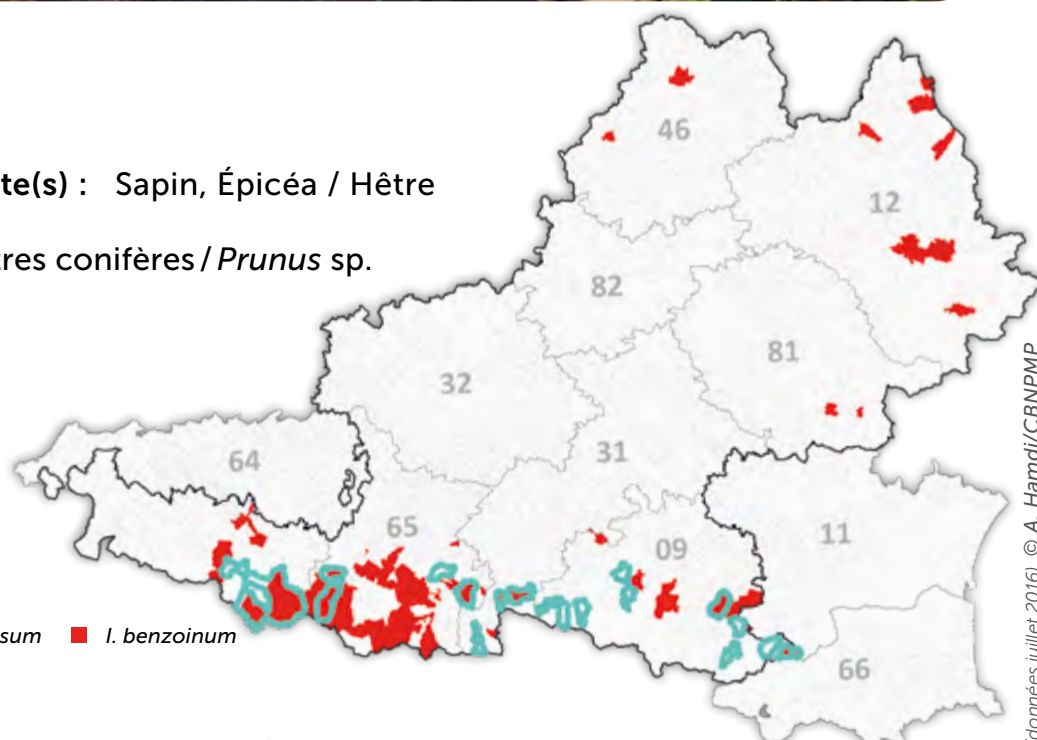 te(s) : Sapin, Épicéa / Hêtre
tres conifères / Prunus sp.
46
12
82
81
32
31
64
65
09
11
66
sum I. benzoinum
données juillet 2016) © A. Hamdi/CBNPMP